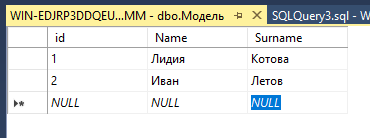 WIN-EDJRP3DDQEU...MM - dbo.Модель SQLQuery3.sql - W
id Name Surname
1 Лидия Котова
2 Иван Летов
NULL NULL NULL